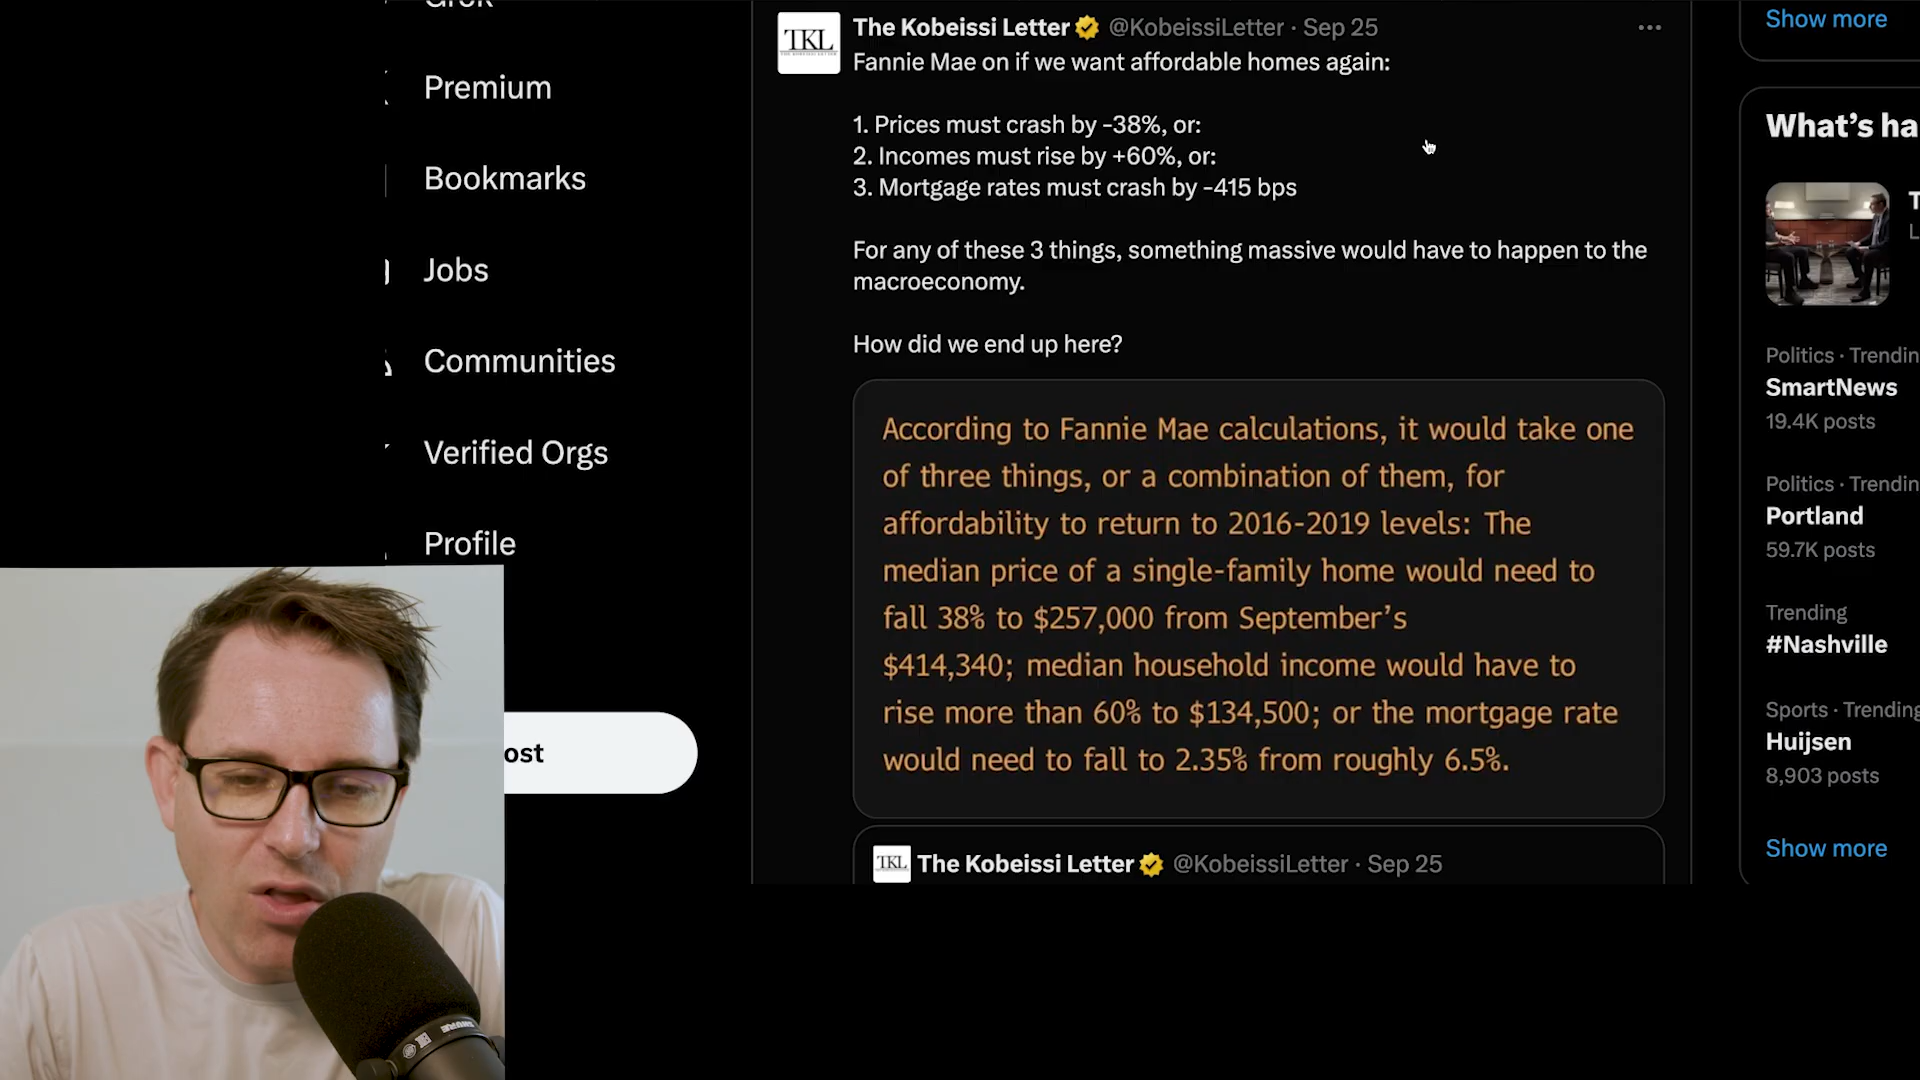 Grok
Premium
Bookmarks
Jobs
Communities
Verified Orgs
Profile
ost
TKL
The Kobeissi Letter @KobeissiLetter · Sep 25
Fannie Mae on if we want affordable homes again:
1. Prices must crash by -38%, or:
2. Incomes must rise by +60%, or:
3. Mortgage rates must crash by -415 bps
For any of these 3 things, something massive would have to happen to the
macroeconomy.
How did we end up here?
According to Fannie Mae calculations, it would take one
of three things, or a combination of them, for
affordability to return to 2016-2019 levels: The
median price of a single-family home would need to
fall 38% to $257,000 from September's
$414,340; median household income would have to
rise more than 60% to $134,500; or the mortgage rate
would need to fall to 2.35% from roughly 6.5%.
TKL
The Kobeissi Letter @KobeissiLetter · Sep 25
Show more
What's ha
T
L
Politics · Trendin
SmartNews
19.4K posts
Politics · Trendin
Portland
59.7K posts
Trending
#Nashville
Sports · Trending
Huijsen
8,903 posts
Show more
SHURE